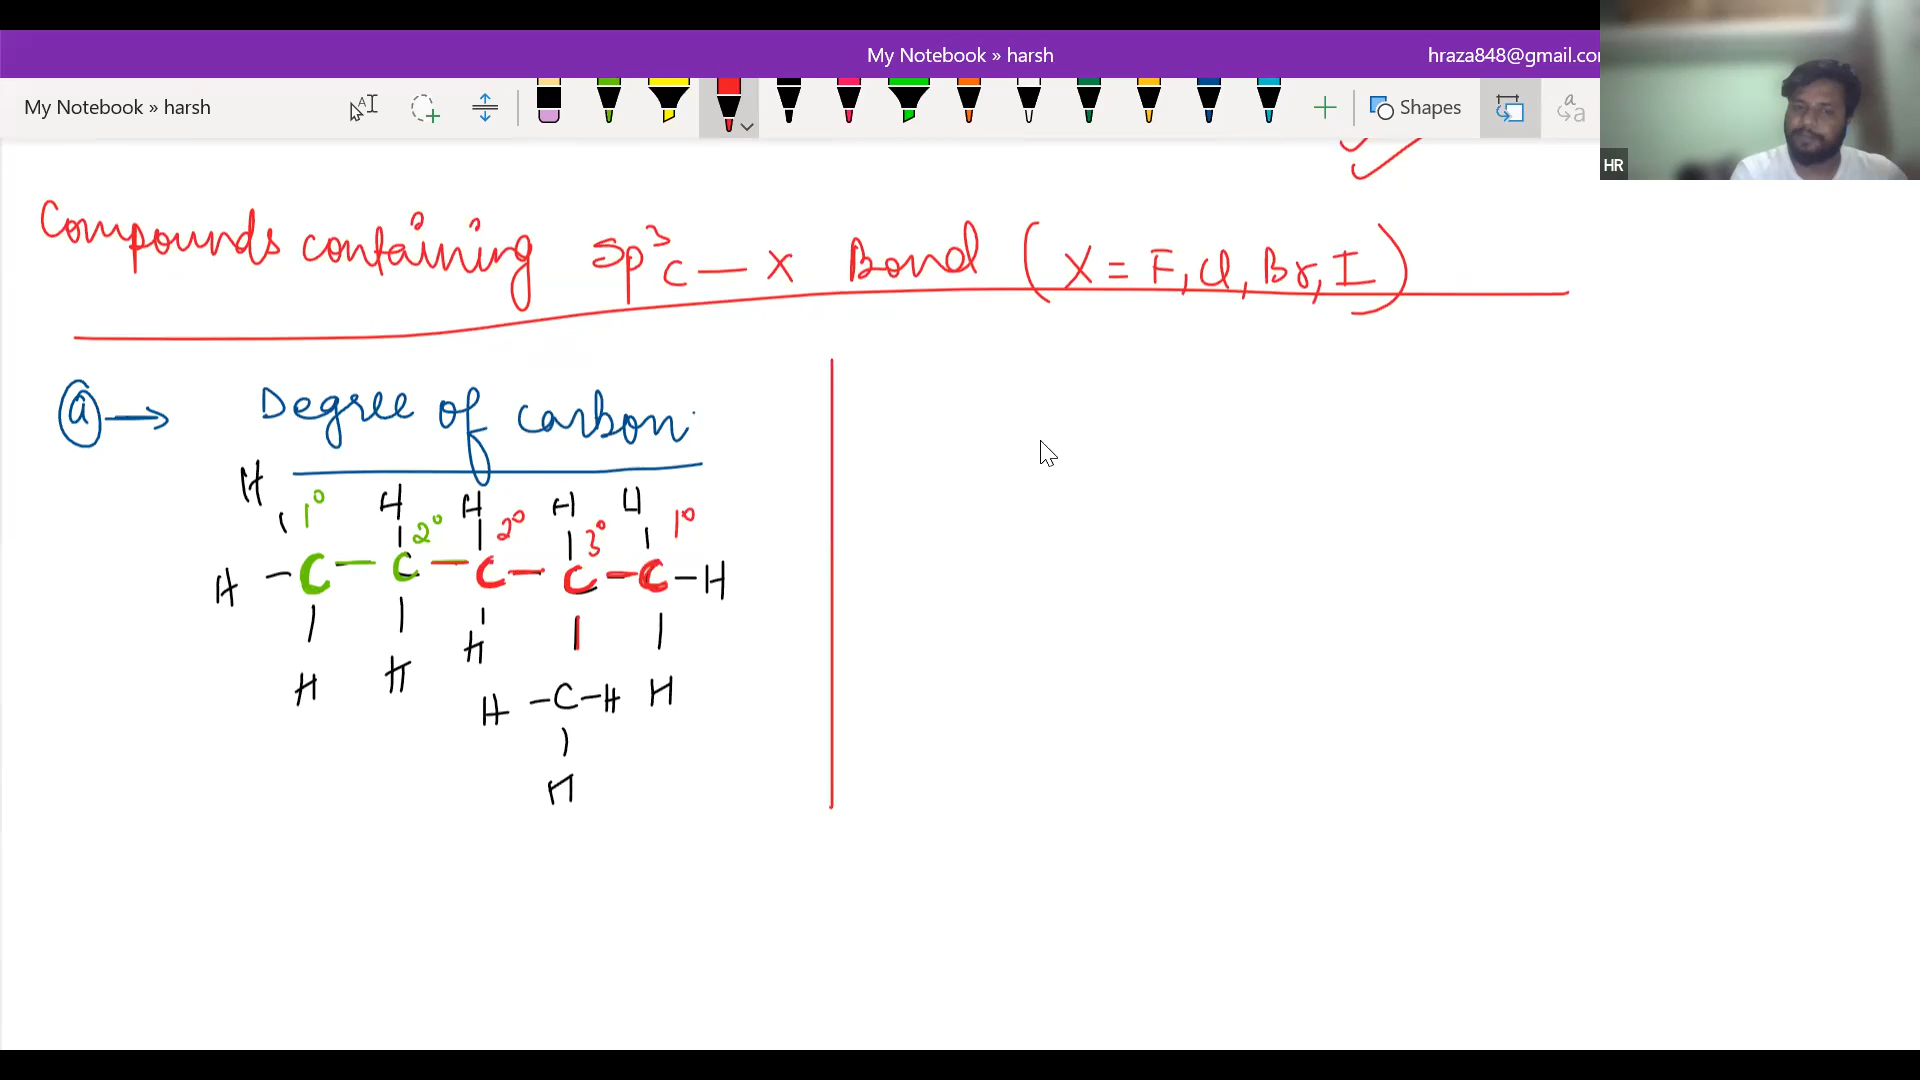 My Notebook » harsh
hraza848@gmail.co
My Notebook » harsh
Shapes
HR
Compounds containing sp³c — X Bond (X = F, Cl, Br, I)
(a) → Degree of carbon
H H H H H
1° 2° 2° 3° 1°
H - C - C - C - C - C - H
H H H H
H - C - H
H